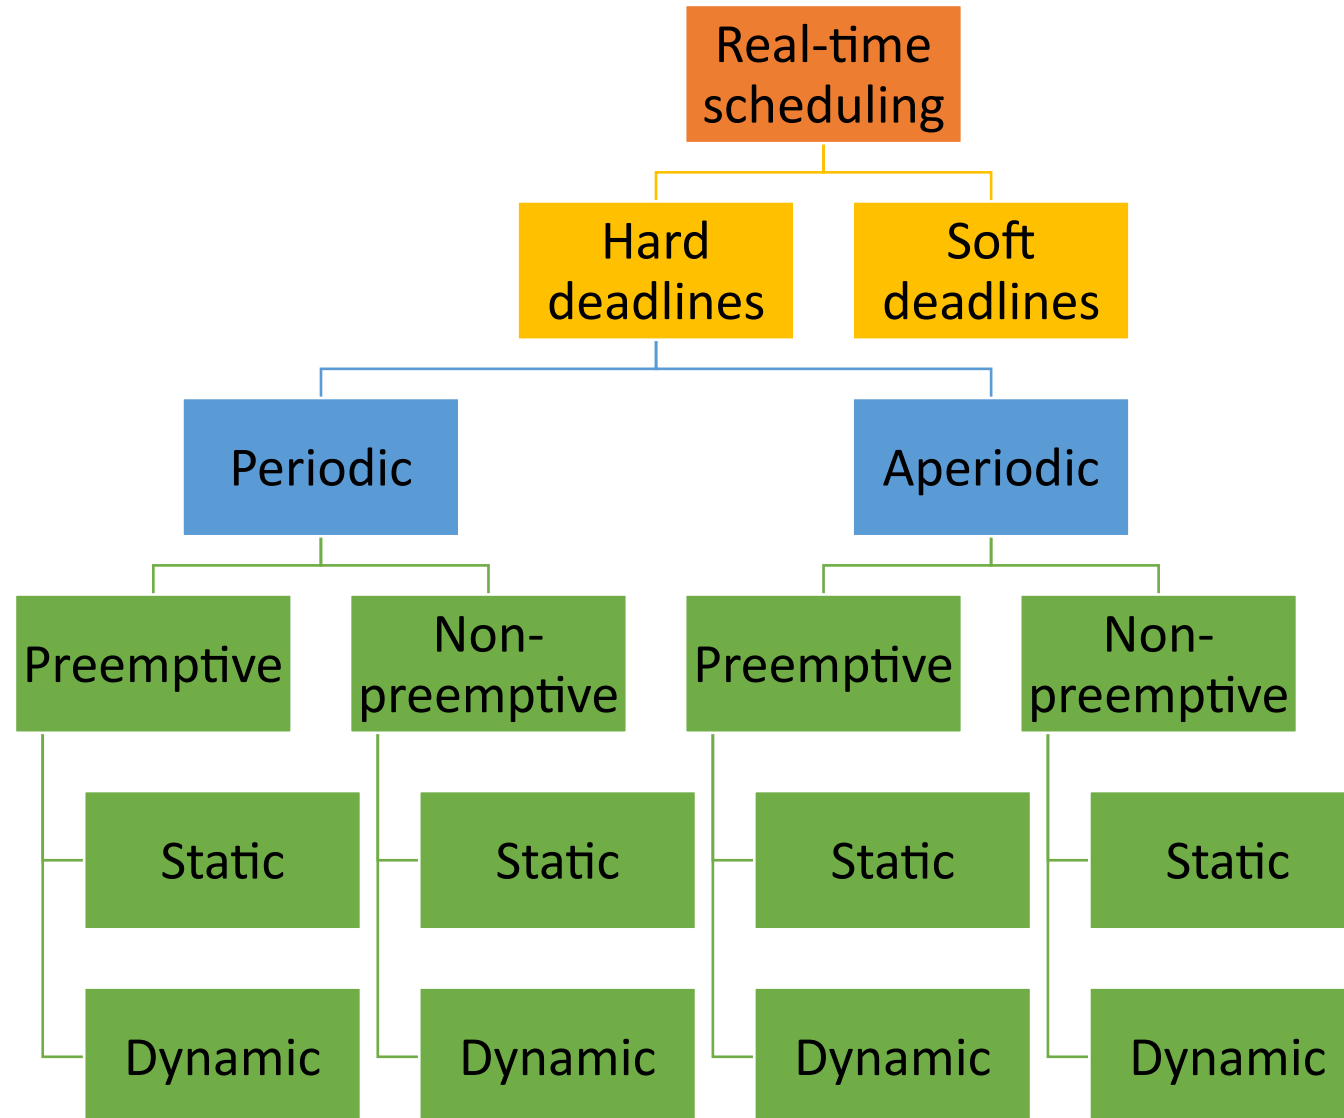 Real-time
scheduling
Hard
deadlines
Soft
deadlines
Periodic
Aperiodic
Preemptive
Non-
preemptive
Preemptive
Non-
preemptive
Static
Static
Static
Static
Dynamic
Dynamic
Dynamic
Dynamic